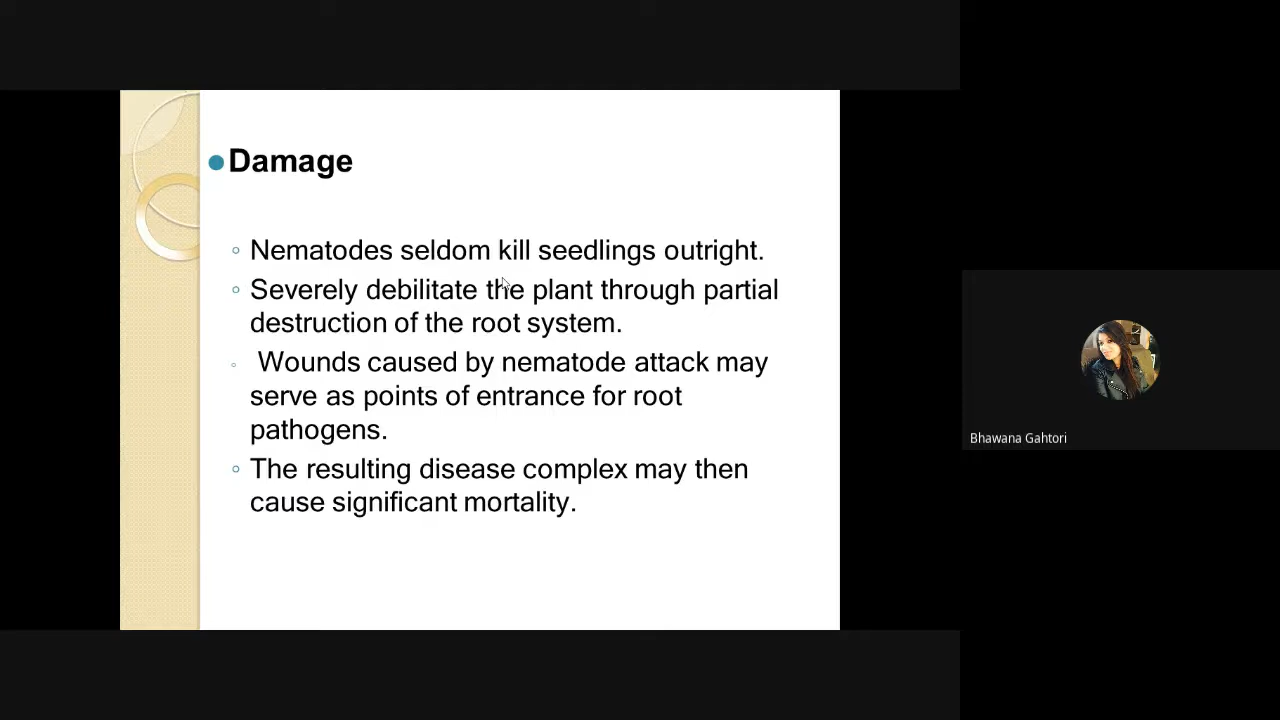 Damage
Nematodes seldom kill seedlings outright.
Severely debilitate the plant through partial
destruction of the root system.
Wounds caused by nematode attack may
serve as points of entrance for root
pathogens.
The resulting disease complex may then
cause significant mortality.
Bhawana Gahtori